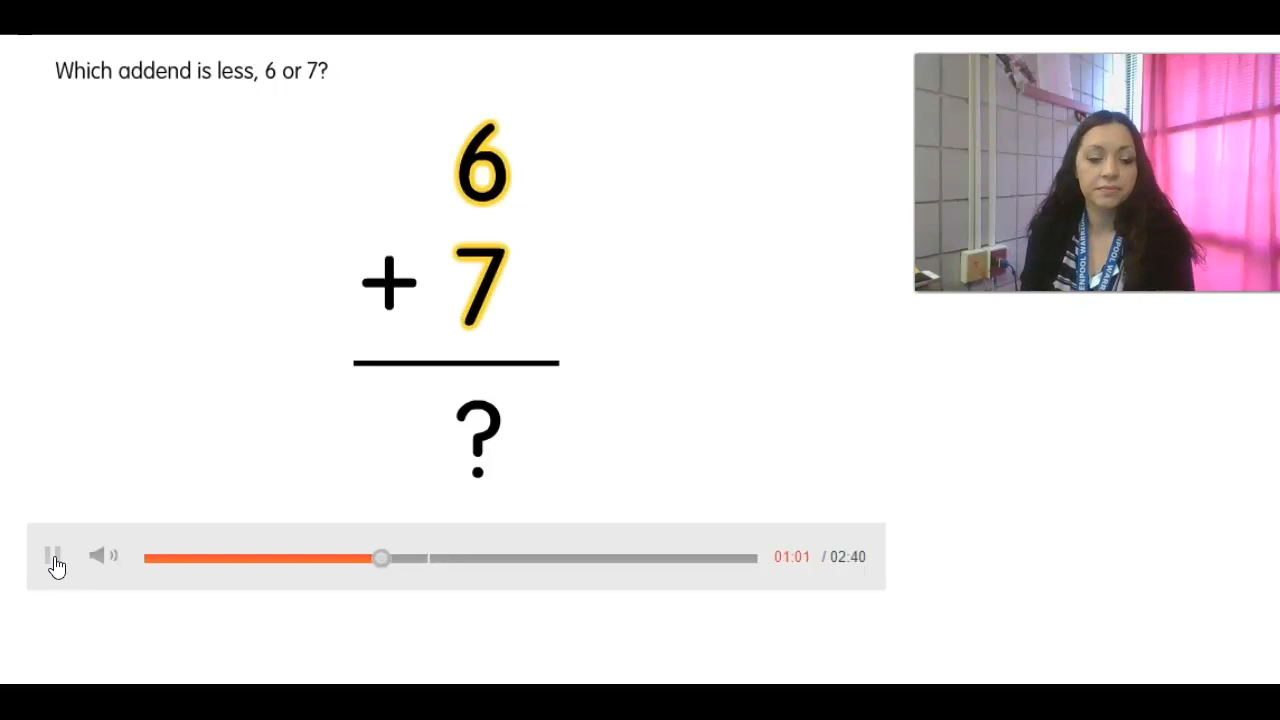 Which addend is less, 6 or 7?
6
+ 7
?
01:01 / 02:40